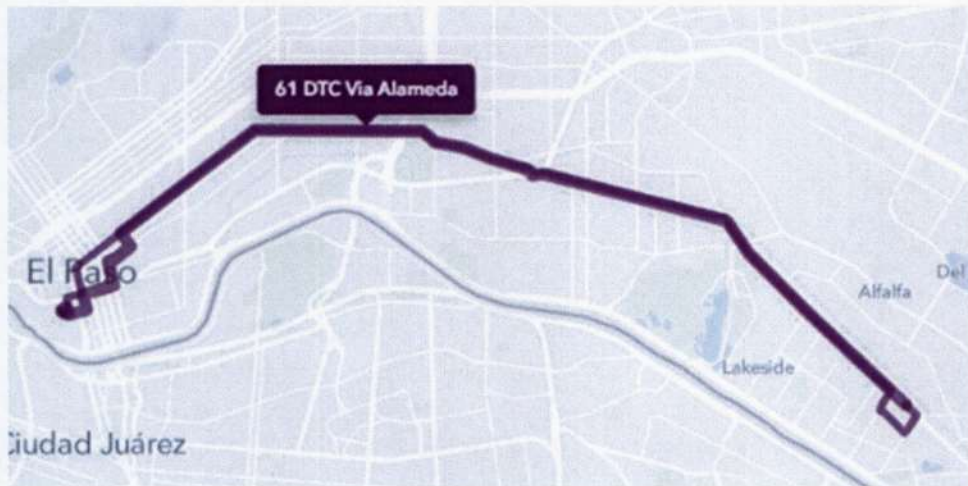 61 DTC Via Alameda
El Paso
Del
Alfalfa
Lakeside
Ciudad Juárez